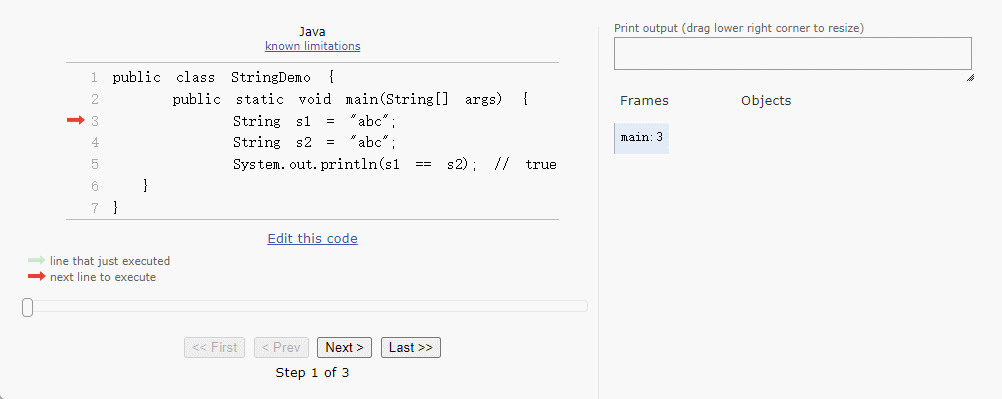 Java
known limitations
1 public class StringDemo {
2 public static void main(String[] args) {
3 String s1 = "abc";
4 String s2 = "abc";
5 System.out.println(s1 == s2); // true
6 }
7 }
Edit this code
line that just executed
next line to execute
<< First < Prev Next > Last >>
Step 1 of 3
Print output (drag lower right corner to resize)
Frames Objects
main:3